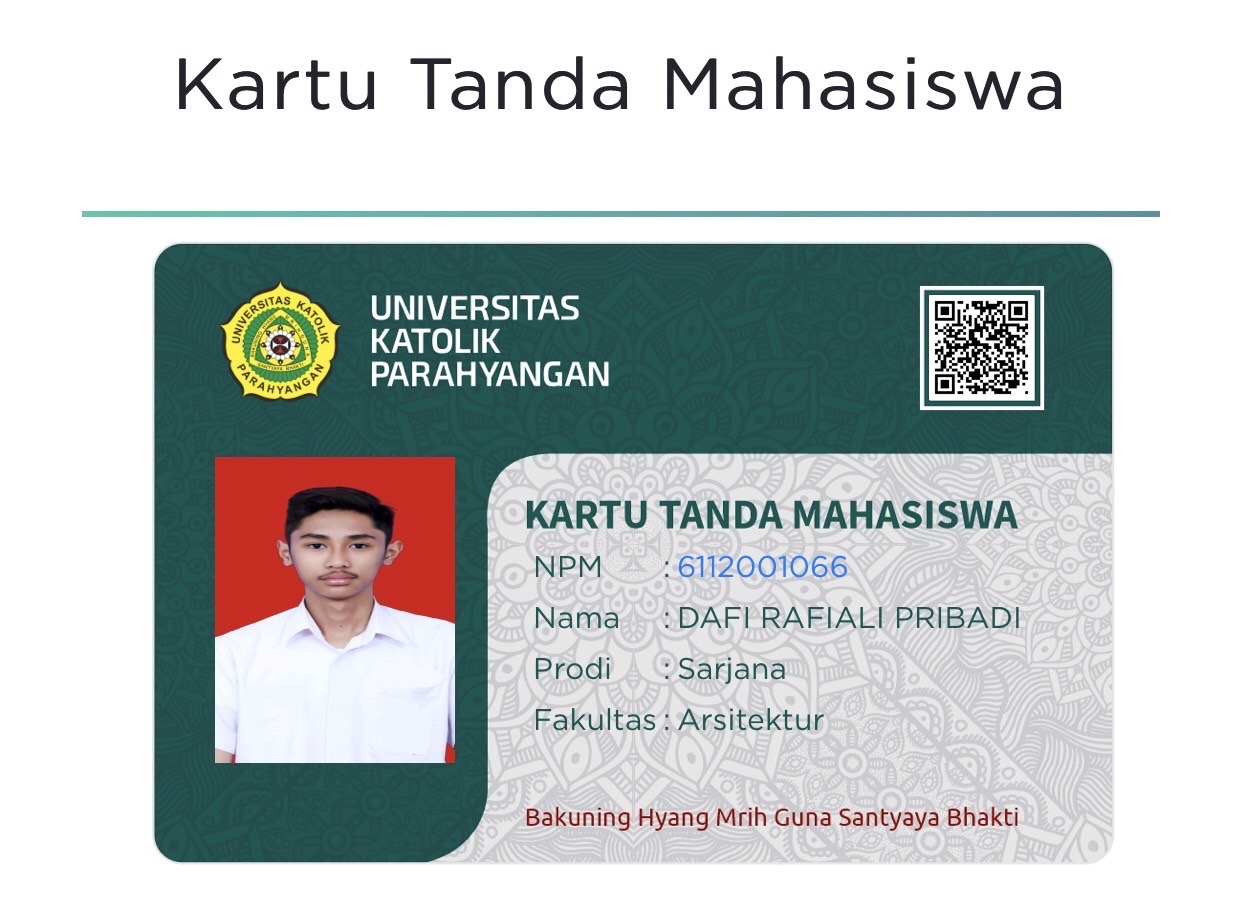 Kartu Tanda Mahasiswa
UNIVERSITAS KATOLIK
PARAHYANGAN
UNIVERSITAS
KATOLIK
PARAHYANGAN
KARTU TANDA MAHASISWA
NPM : 6112001066
Nama : DAFI RAFIALI PRIBADI
Prodi : Sarjana
Fakultas : Arsitektur
Bakuning Hyang Mrih Guna Santyaya Bhakti